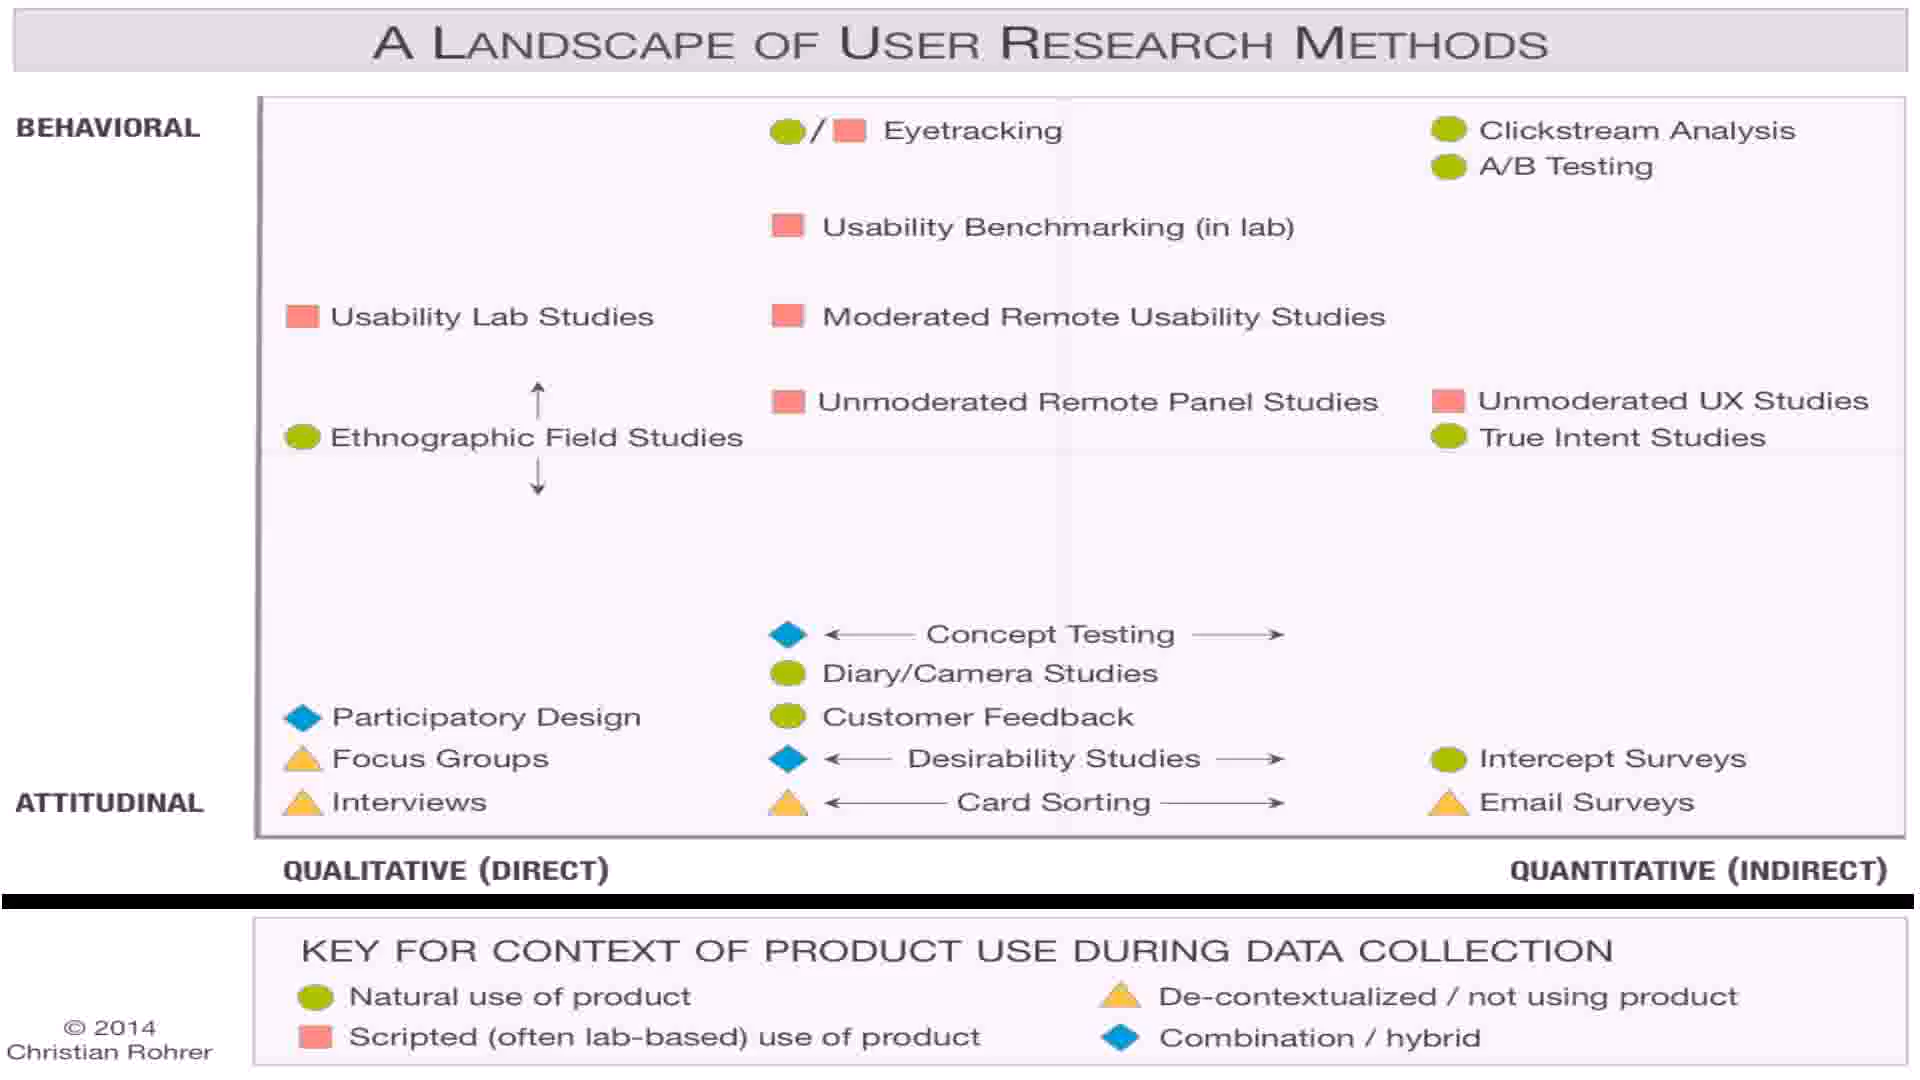 A LANDSCAPE OF USER RESEARCH METHODS
BEHAVIORAL
/ Eyetracking
Clickstream Analysis
A/B Testing
Usability Benchmarking (in lab)
Usability Lab Studies
Moderated Remote Usability Studies
Unmoderated Remote Panel Studies
Unmoderated UX Studies
Ethnographic Field Studies
True Intent Studies
Concept Testing
Diary/Camera Studies
Participatory Design
Customer Feedback
Focus Groups
Desirability Studies
Intercept Surveys
ATTITUDINAL
Interviews
Card Sorting
Email Surveys
QUALITATIVE (DIRECT)
QUANTITATIVE (INDIRECT)
KEY FOR CONTEXT OF PRODUCT USE DURING DATA COLLECTION
Natural use of product
De-contextualized / not using product
Scripted (often lab-based) use of product
Combination / hybrid
© 2014
Christian Rohrer